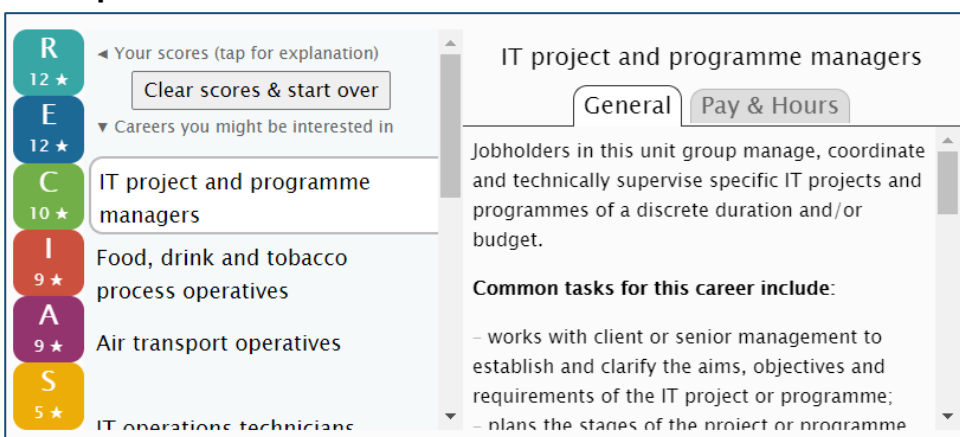 R
12 ★
E
12 ★
C
10 ★
I
9 ★
A
9 ★
S
5 ★
◄ Your scores (tap for explanation)
Clear scores & start over
▼ Careers you might be interested in
IT project and programme
managers
Food, drink and tobacco
process operatives
Air transport operatives
IT operations technicians
IT project and programme managers
General
Pay & Hours
Jobholders in this unit group manage, coordinate
and technically supervise specific IT projects and
programmes of a discrete duration and/or
budget.
Common tasks for this career include:
– works with client or senior management to
establish and clarify the aims, objectives and
requirements of the IT project or programme;
– plans the stages of the project or programme